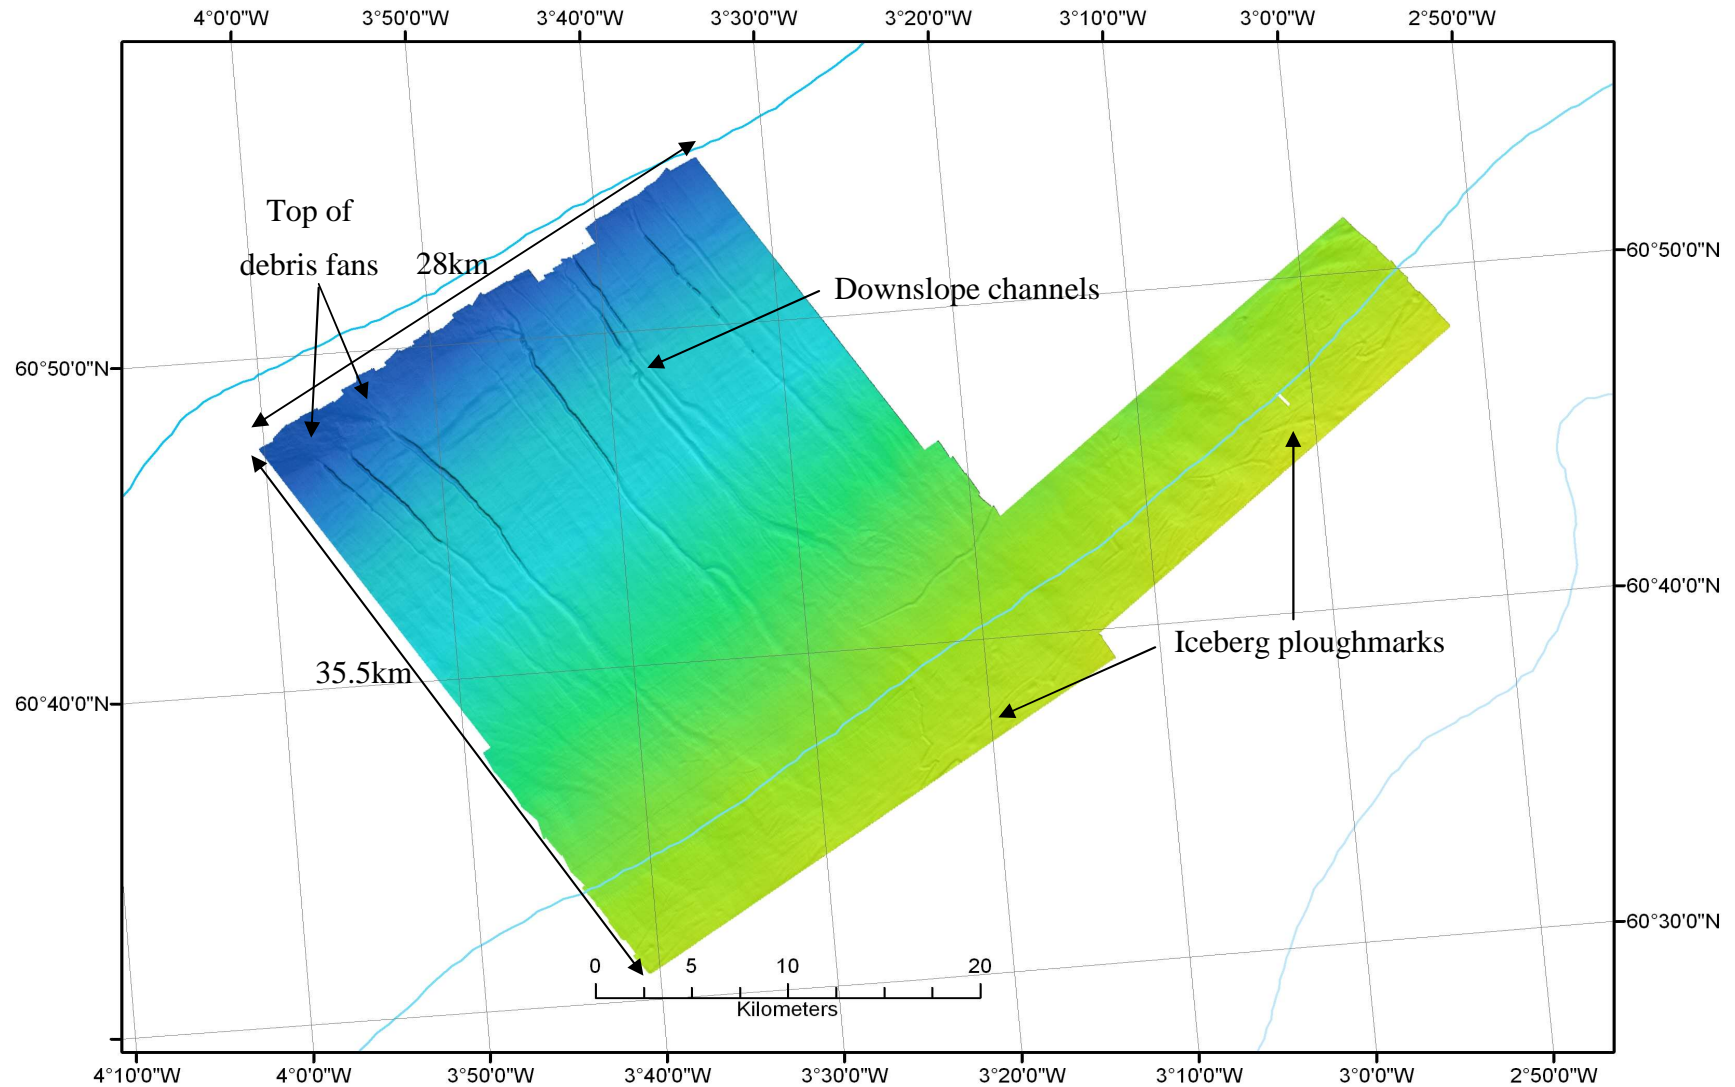 4°0'0"W 3°50'0"W 3°40'0"W 3°30'0"W 3°20'0"W 3°10'0"W 3°0'0"W 2°50'0"W
Top of
debris fans
28km
Downslope channels
60°50'0"N
60°50'0"N
60°40'0"N
Iceberg ploughmarks
35.5km
60°40'0"N
60°30'0"N
0 5 10 20
Kilometers
4°10'0"W 4°0'0"W 3°50'0"W 3°40'0"W 3°30'0"W 3°20'0"W 3°10'0"W 3°0'0"W 2°50'0"W